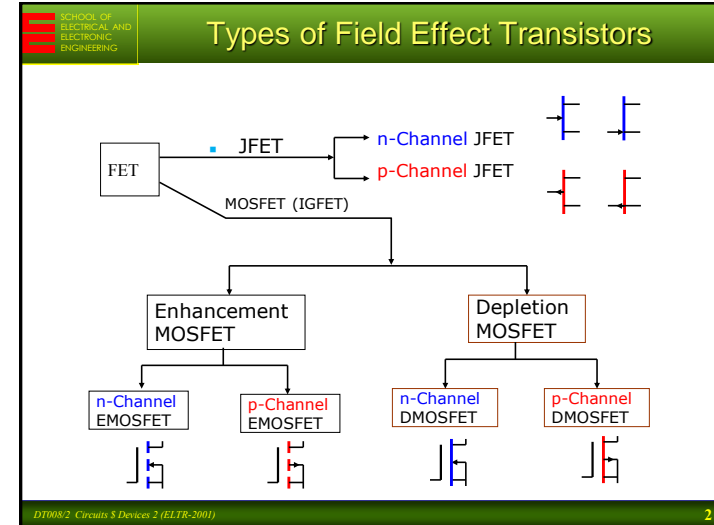 SCHOOL OF
ELECTRICAL AND
ELECTRONIC
ENGINEERING
Types of Field Effect Transistors
FET
JFET
n-Channel JFET
p-Channel JFET
MOSFET (IGFET)
Enhancement
MOSFET
Depletion
MOSFET
n-Channel
EMOSFET
p-Channel
EMOSFET
n-Channel
DMOSFET
p-Channel
DMOSFET
DT008/2 Circuits $ Devices 2 (ELTR-2001)
2